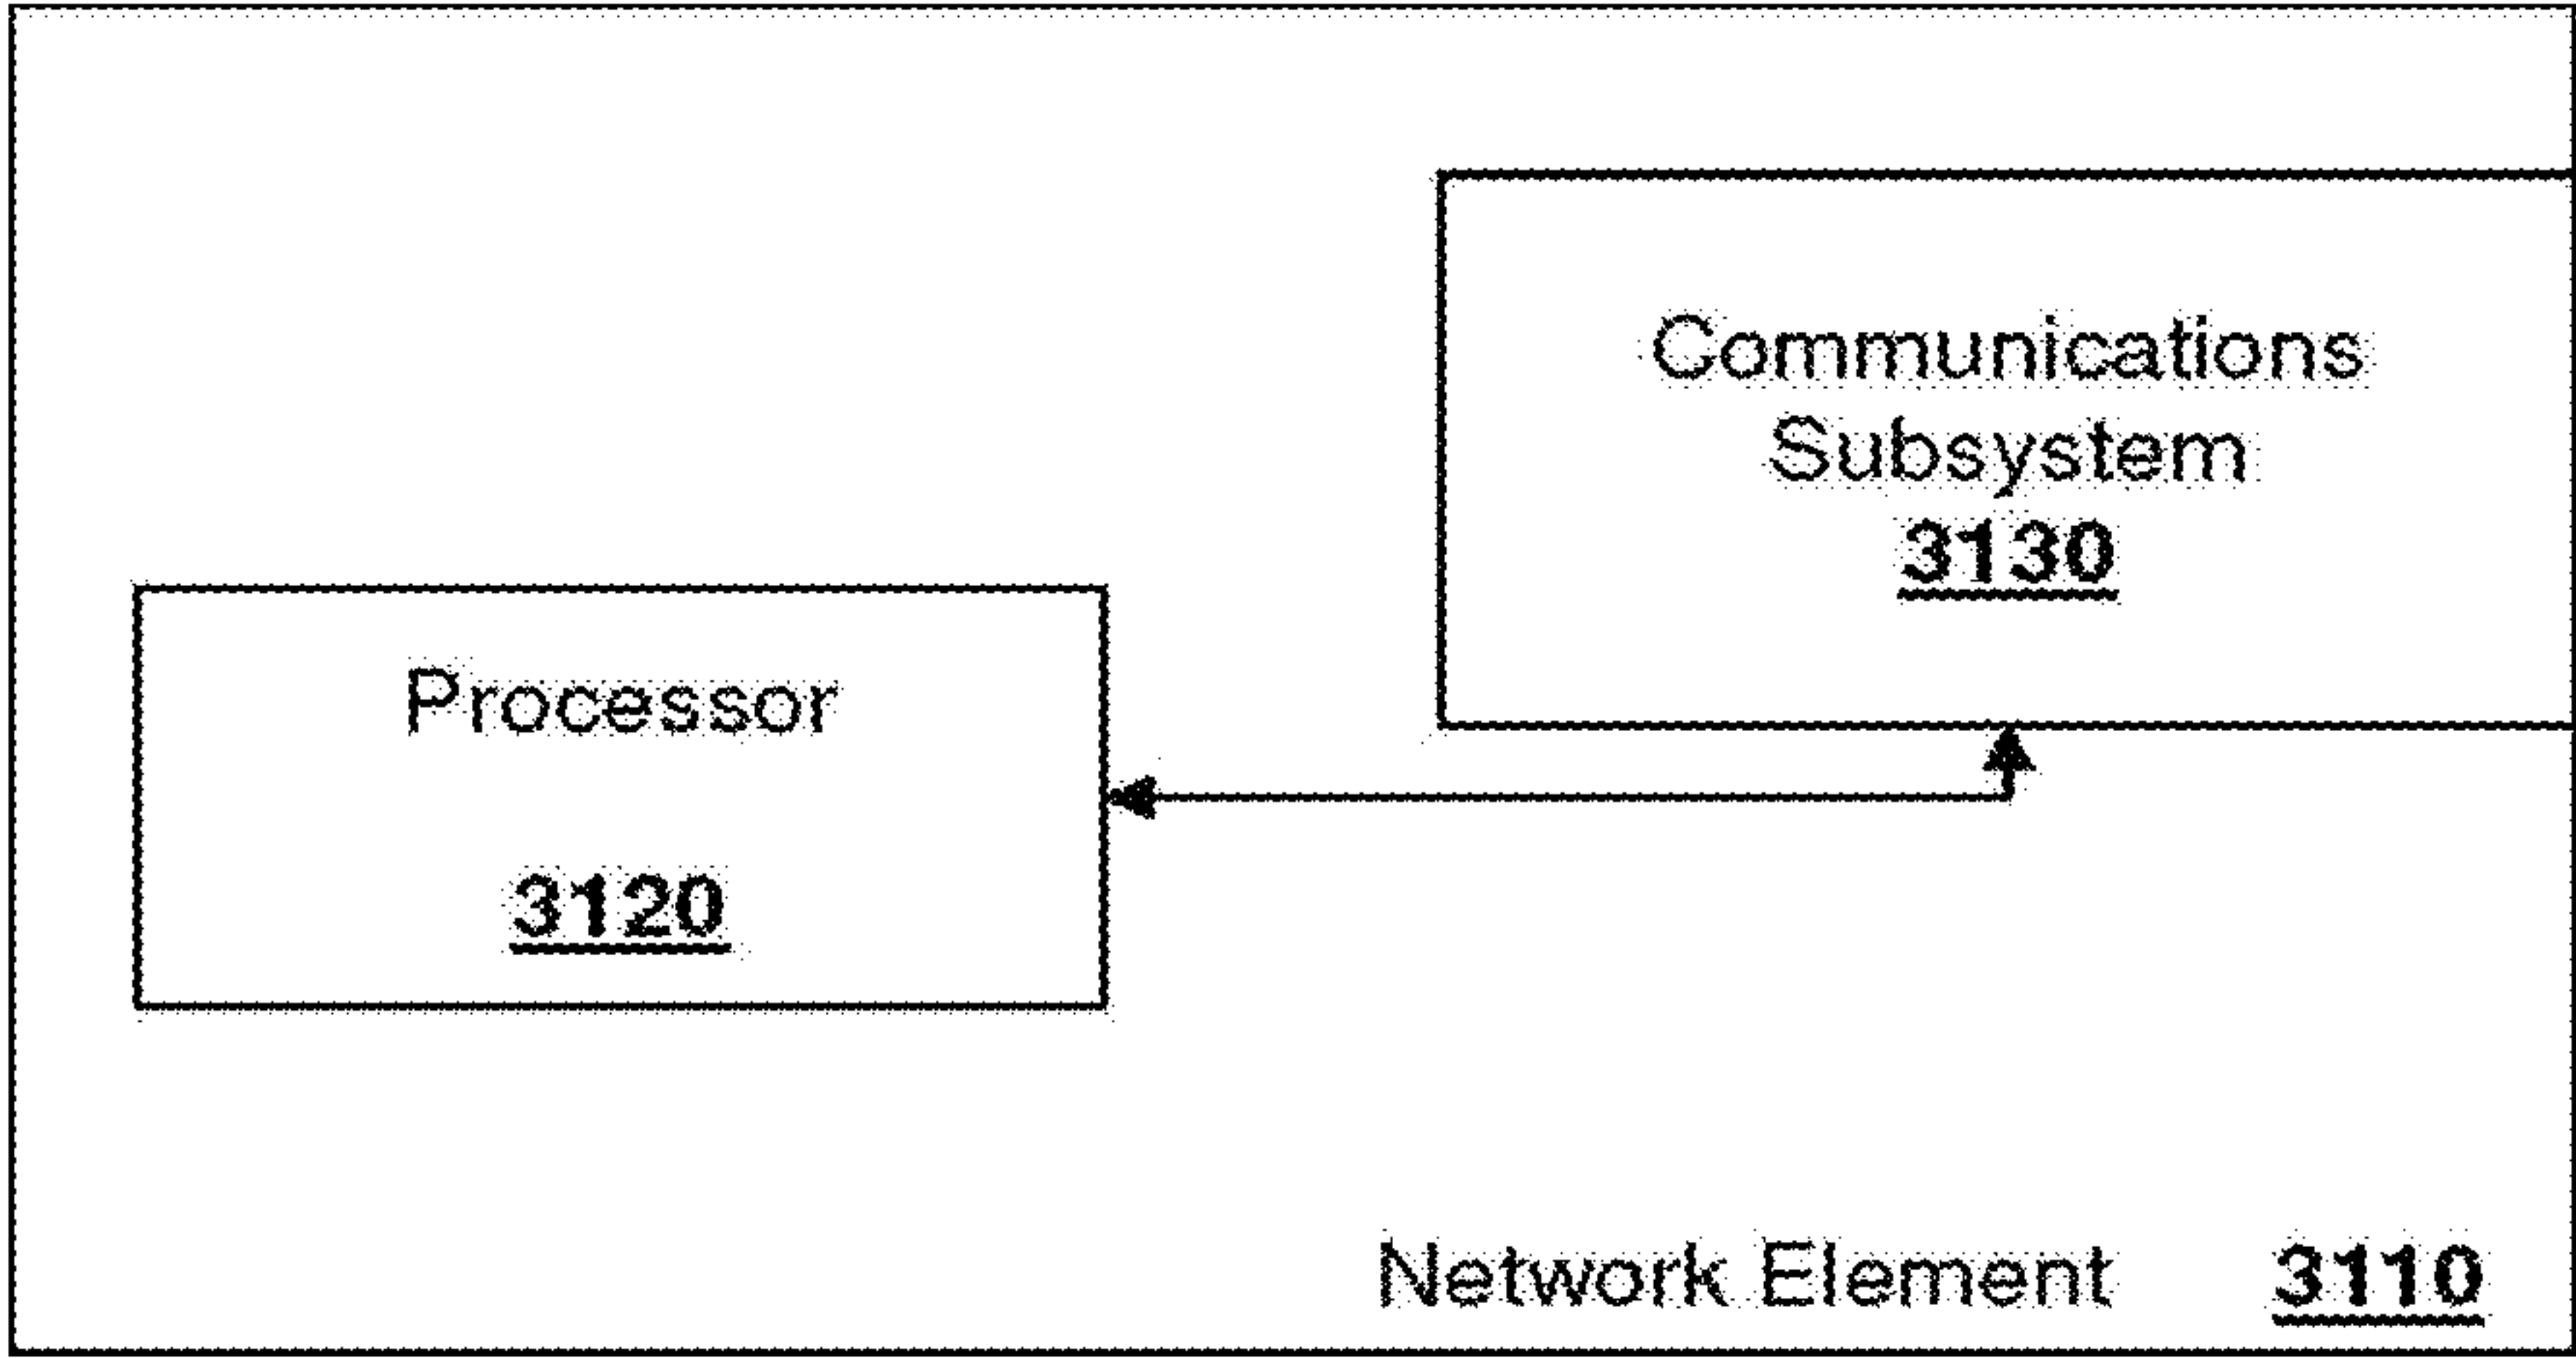 Communications
Subsystem
3130
Processor
3120
Network Element 3110